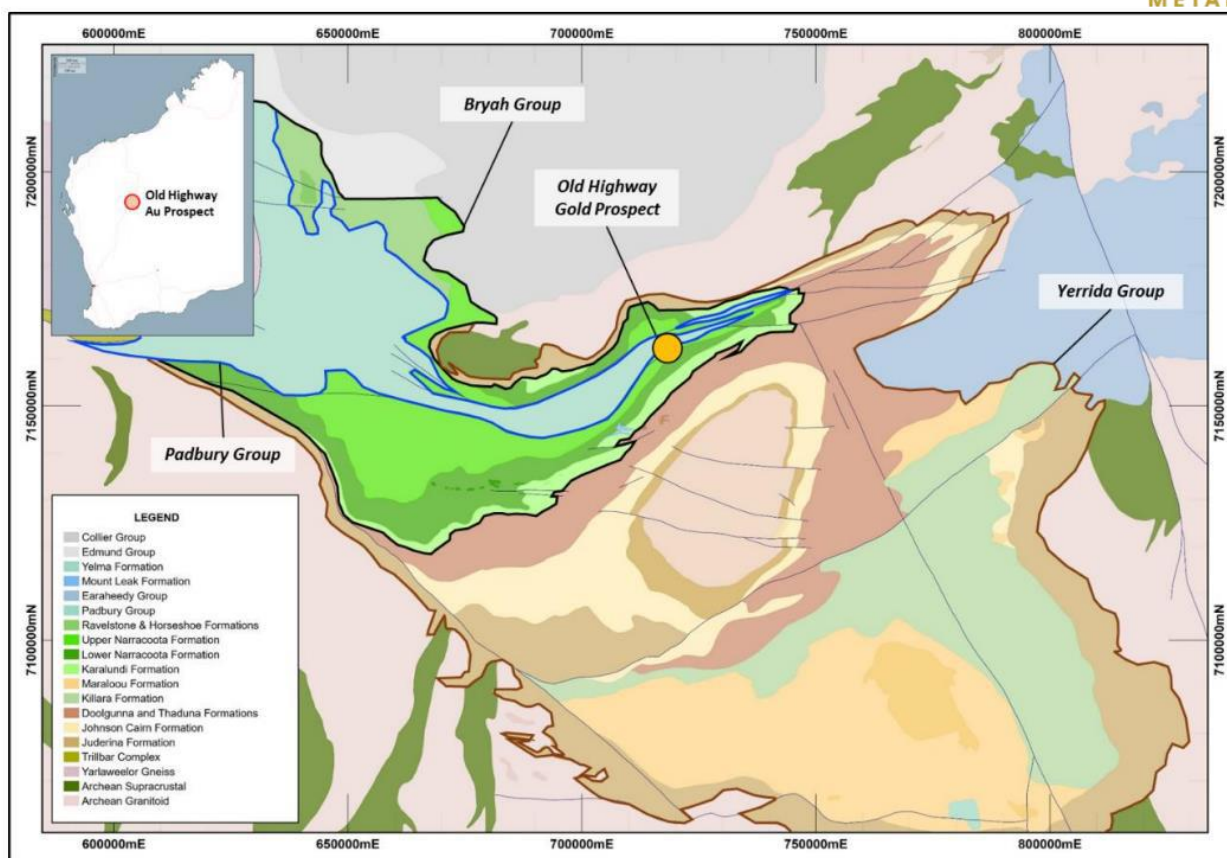 METAL
600000mE
650000mE
700000mE
750000mE
800000mE
Old Highway
Au Prospect
Bryah Group
Old Highway
Gold Prospect
Yerrida Group
Padbury Group
7200000mN
7150000mN
7100000mN
7200000mN
7150000mN
7100000mN
LEGEND
Collier Group
Edmund Group
Yelma Formation
Mount Leak Formation
Earaheedy Group
Padbury Group
Ravelstone & Horseshoe Formations
Upper Narracoota Formation
Lower Narracoota Formation
Karalundi Formation
Maraloou Formation
Killara Formation
Doolgunna and Thaduna Formations
Johnson Cairn Formation
Juderina Formation
Trillbar Complex
Yarlaweelor Gneiss
Archean Supracrustal
Archean Granitoid
600000mE
650000mE
700000mE
750000mE
800000mE